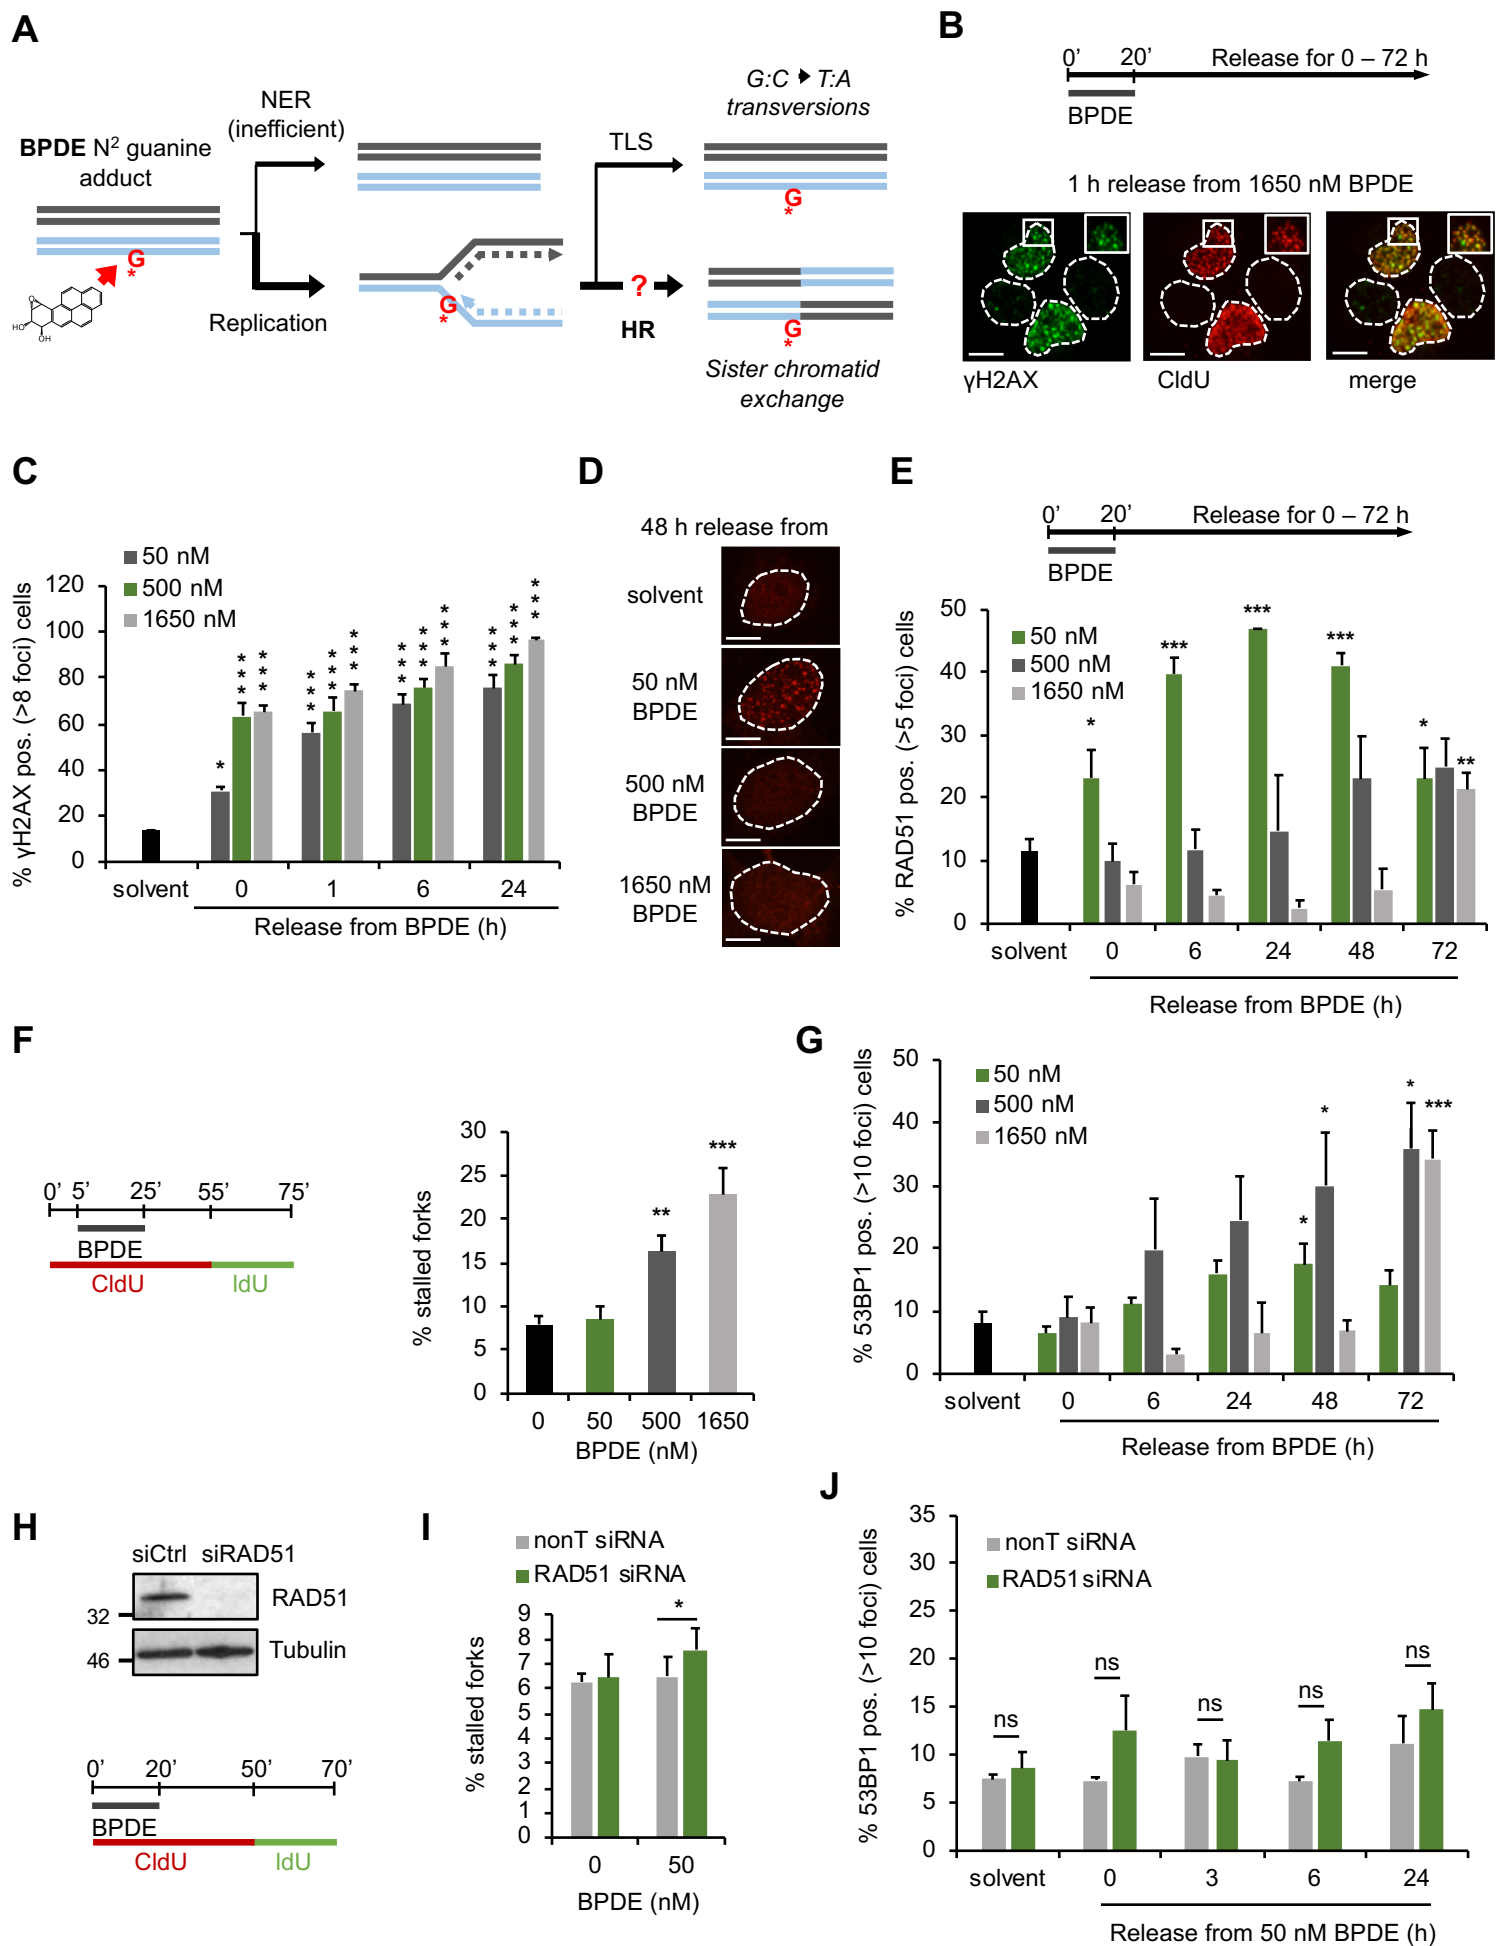 A
BPDE N² guanine
adduct
G
*
O
HO
OH
NER
(inefficient)
Replication
G
*
TLS
?
HR
G:C ▸ T:A
transversions
G
*
G
*
Sister chromatid
exchange
B
0' 20' Release for 0 – 72 h
BPDE
1 h release from 1650 nM BPDE
γH2AX CldU merge
C
50 nM
500 nM
1650 nM
% γH2AX pos. (>8 foci) cells
120
100
80
60
40
20
0
* *** ***
*** *** ***
*** *** ***
*** *** ***
solvent 0 1 6 24
Release from BPDE (h)
D
48 h release from
solvent
50 nM
BPDE
500 nM
BPDE
1650 nM
BPDE
E
0' 20' Release for 0 – 72 h
BPDE
50 nM
500 nM
1650 nM
% RAD51 pos. (>5 foci) cells
50
40
30
20
10
0
* *** *** *** * **
solvent 0 6 24 48 72
Release from BPDE (h)
F
0' 5' 25' 55' 75'
BPDE
CldU IdU
% stalled forks
30
25
20
15
10
5
0
** ***
0 50 500 1650
BPDE (nM)
G
50 nM
500 nM
1650 nM
% 53BP1 pos. (>10 foci) cells
50
40
30
20
10
0
* * * ***
solvent 0 6 24 48 72
Release from BPDE (h)
H
siCtrl siRAD51
RAD51
32
Tubulin
46
0' 20' 50' 70'
BPDE
CldU IdU
I
nonT siRNA
RAD51 siRNA
% stalled forks
9
8
7
6
5
4
3
2
1
0
*
0 50
BPDE (nM)
J
nonT siRNA
RAD51 siRNA
% 53BP1 pos. (>10 foci) cells
35
30
25
20
15
10
5
0
ns ns ns ns ns
solvent 0 3 6 24
Release from 50 nM BPDE (h)